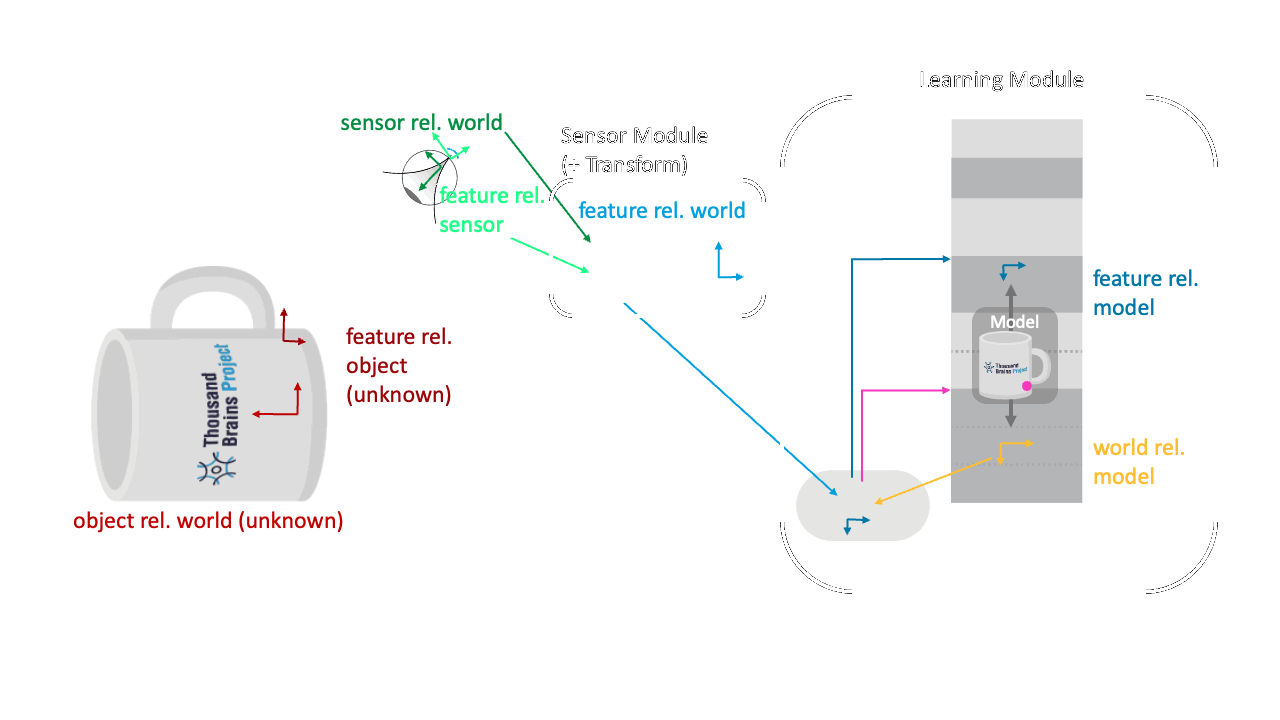 Learning Module
sensor rel. world
Sensor Module
(+ Transform)
feature rel.
sensor
feature rel. world
feature rel.
model
Model
Thousand
Brains Project
feature rel.
object
(unknown)
Thousand
Brains Project
world rel.
model
object rel. world (unknown)